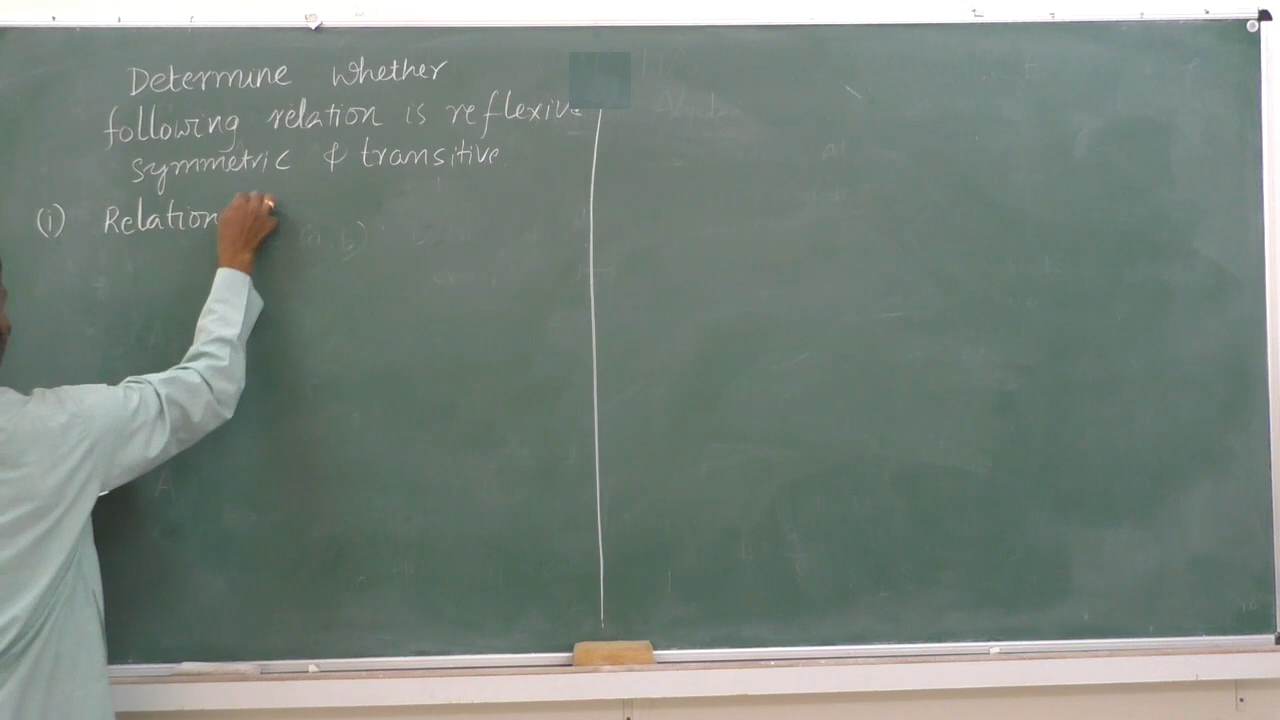 Determine whether
following relation is reflexive
symmetric & transitive
(i) Relation
(a, b)